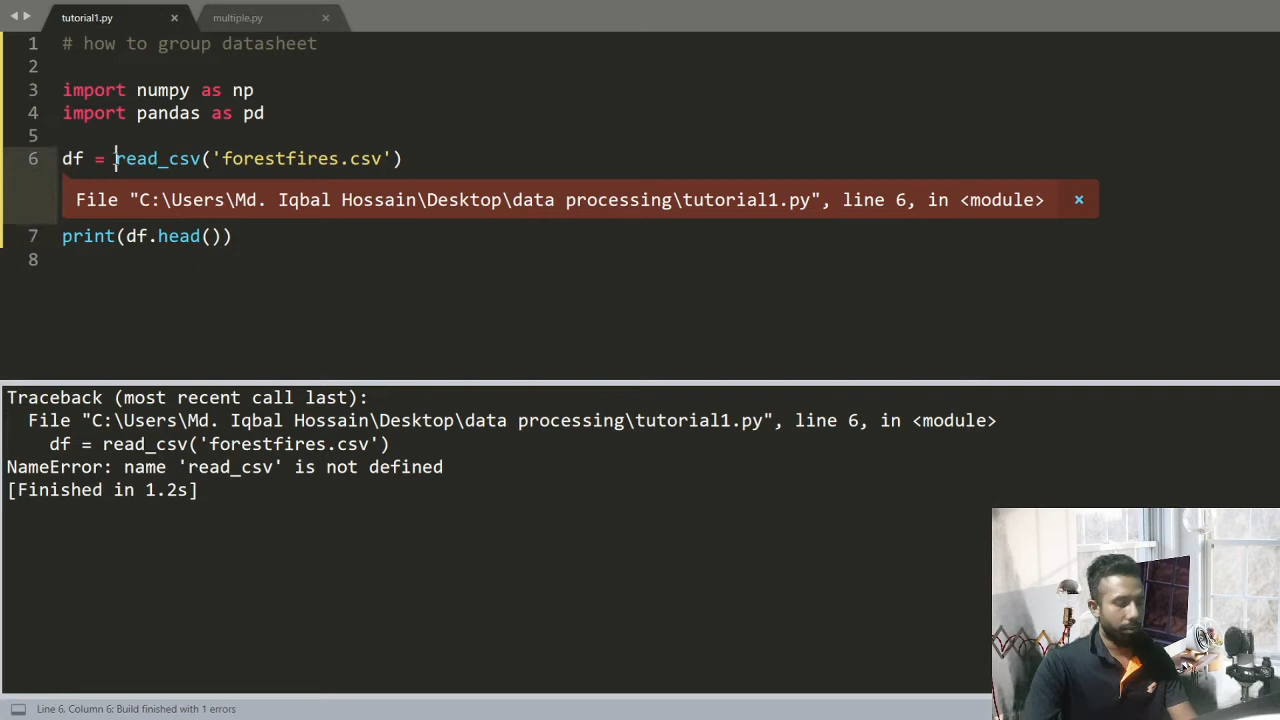 tutorial1.py × multiple.py ×
1 # how to group datasheet
2
3 import numpy as np
4 import pandas as pd
5
6 df = read_csv('forestfires.csv')
File "C:\Users\Md. Iqbal Hossain\Desktop\data processing\tutorial1.py", line 6, in <module> ×
7 print(df.head())
8
Traceback (most recent call last):
File "C:\Users\Md. Iqbal Hossain\Desktop\data processing\tutorial1.py", line 6, in <module>
df = read_csv('forestfires.csv')
NameError: name 'read_csv' is not defined
[Finished in 1.2s]
Line 6, Column 6; Build finished with 1 errors